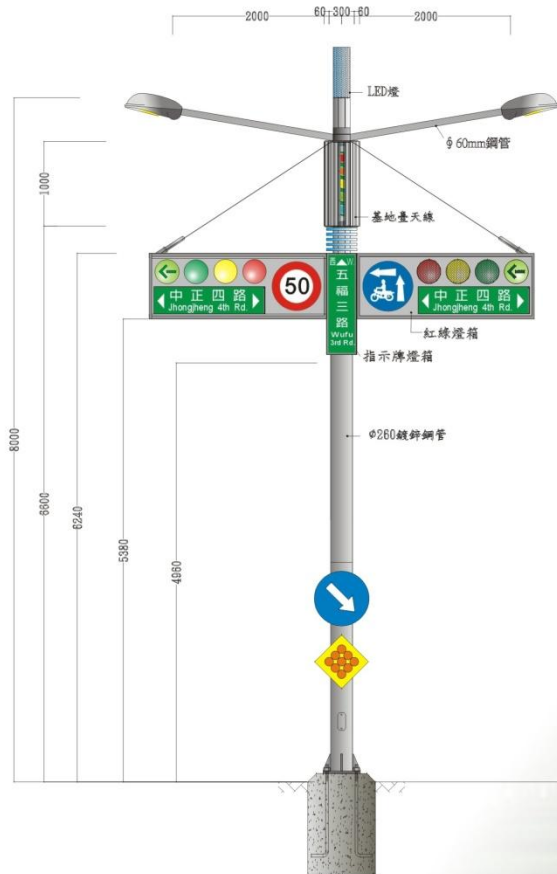 2000
60
300
60
2000
LED燈
ϕ60mm鋼管
1000
基地臺天線
50
西
W
中正四路
Jhongjheng 4th Rd.
五福三路
Wufu
3rd Rd.
中正四路
Jhongjheng 4th Rd.
紅綠燈箱
指示牌燈箱
ϕ260鍍鋅鋼管
8000
6600
6240
5380
4960